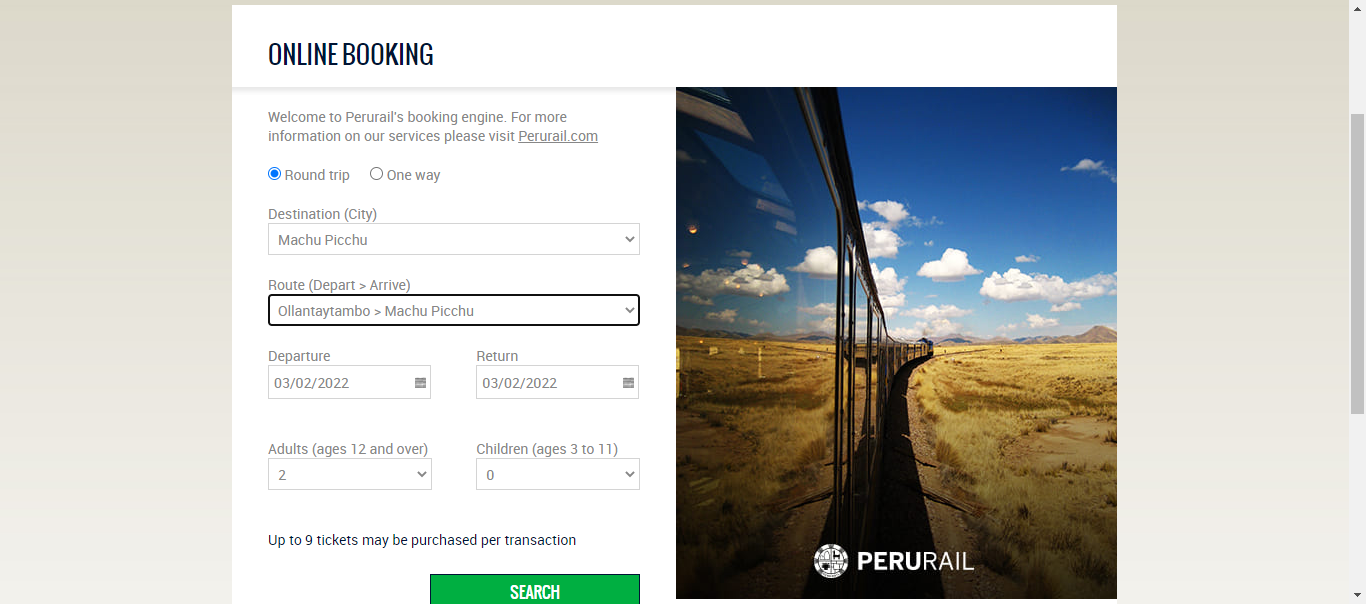 ONLINE BOOKING
Welcome to Perurail's booking engine. For more
information on our services please visit Perurail.com
Round trip One way
Destination (City)
Machu Picchu
Route (Depart > Arrive)
Ollantaytambo > Machu Picchu
Departure Return
03/02/2022 03/02/2022
Adults (ages 12 and over) Children (ages 3 to 11)
2 0
Up to 9 tickets may be purchased per transaction
SEARCH
PERURAIL